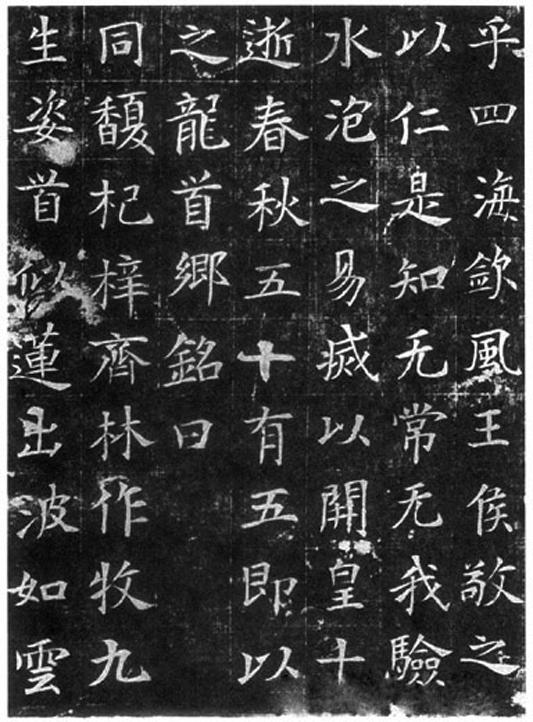 乎四海欽風王侯敬之
以仁是知无常无我驗
水泡之易滅以開皇十
逝春秋五十有五即以
之龍首鄉銘曰
同馥杞梓齊林作牧九
生姿首似蓮出波如雲